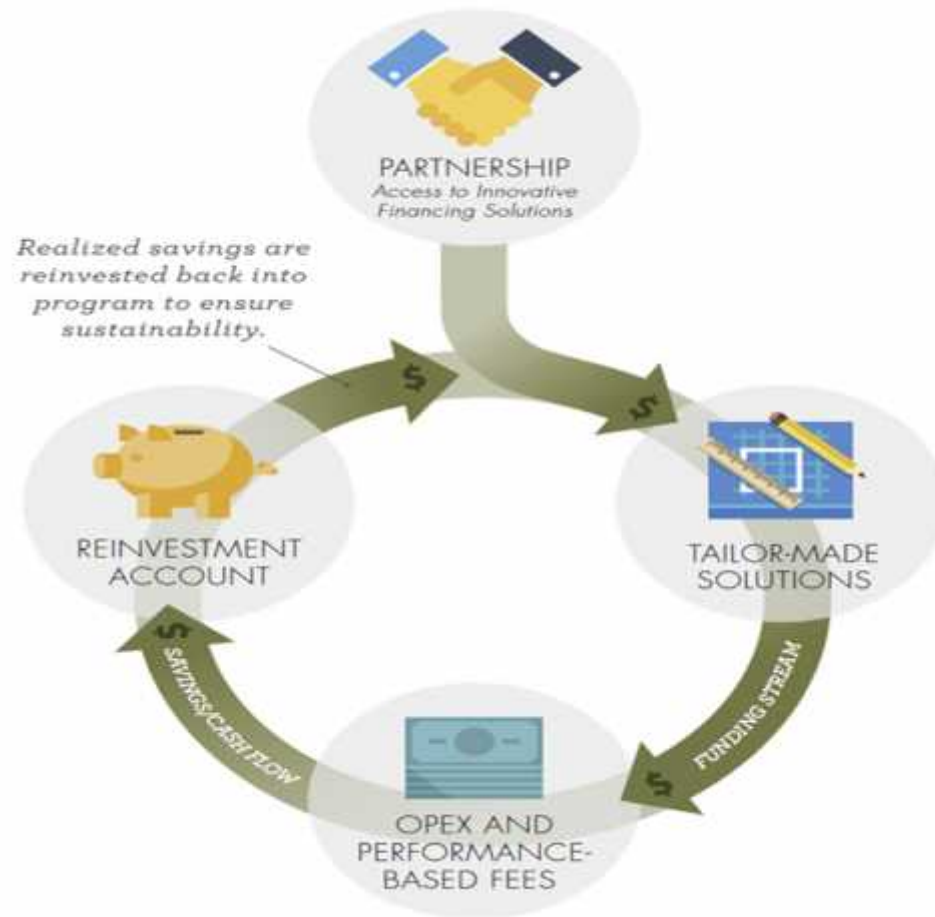 PARTNERSHIP
Access to Innovative
Financing Solutions
Realized savings are
reinvested back into
program to ensure
sustainability.
$
$
REINVESTMENT
ACCOUNT
TAILOR-MADE
SOLUTIONS
$
SAVINGS/CASH FLOW
FUNDING STREAM
$
OPEX AND
PERFORMANCE-
BASED FEES